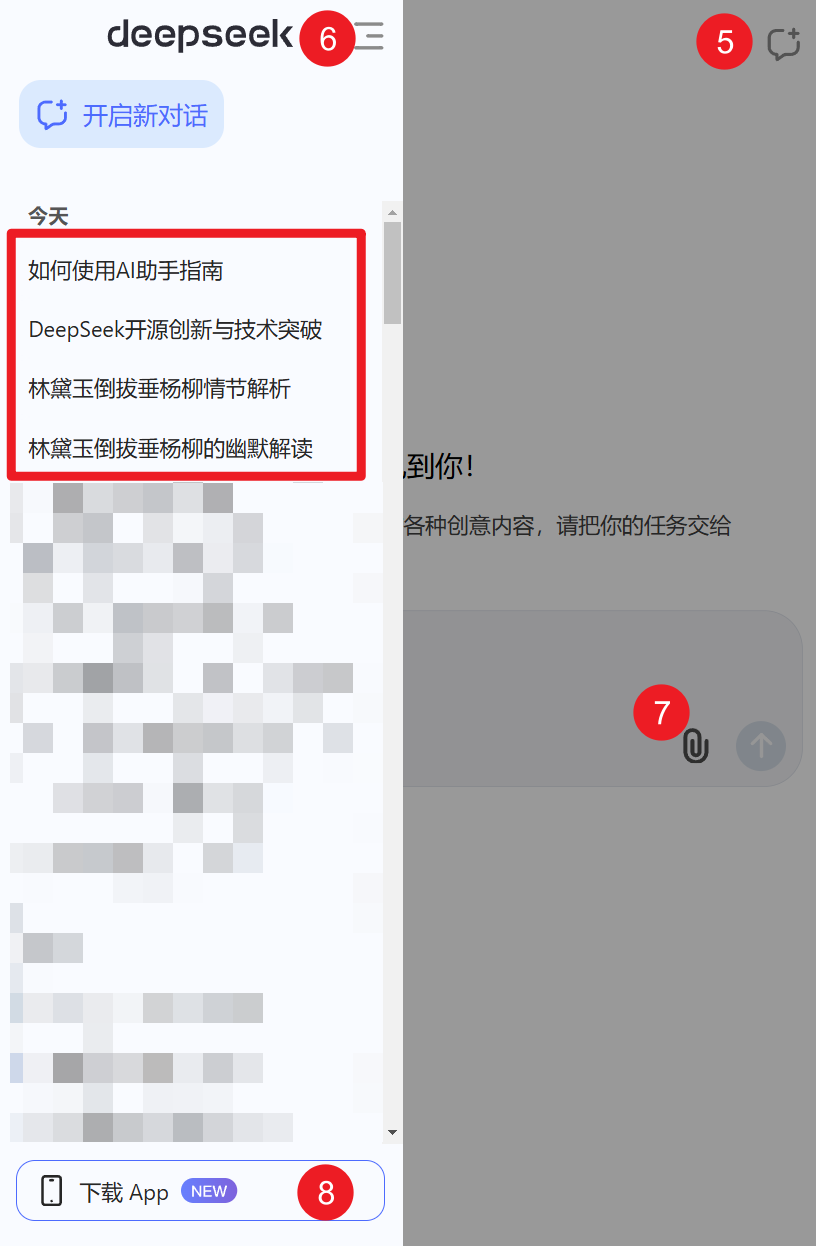 deepseek 6
5
开启新对话
今天
如何使用AI助手指南
DeepSeek开源创新与技术突破
林黛玉倒拔垂杨柳情节解析
林黛玉倒拔垂杨柳的幽默解读
到你！
各种创意内容，请把你的任务交给
7
下载 App NEW 8